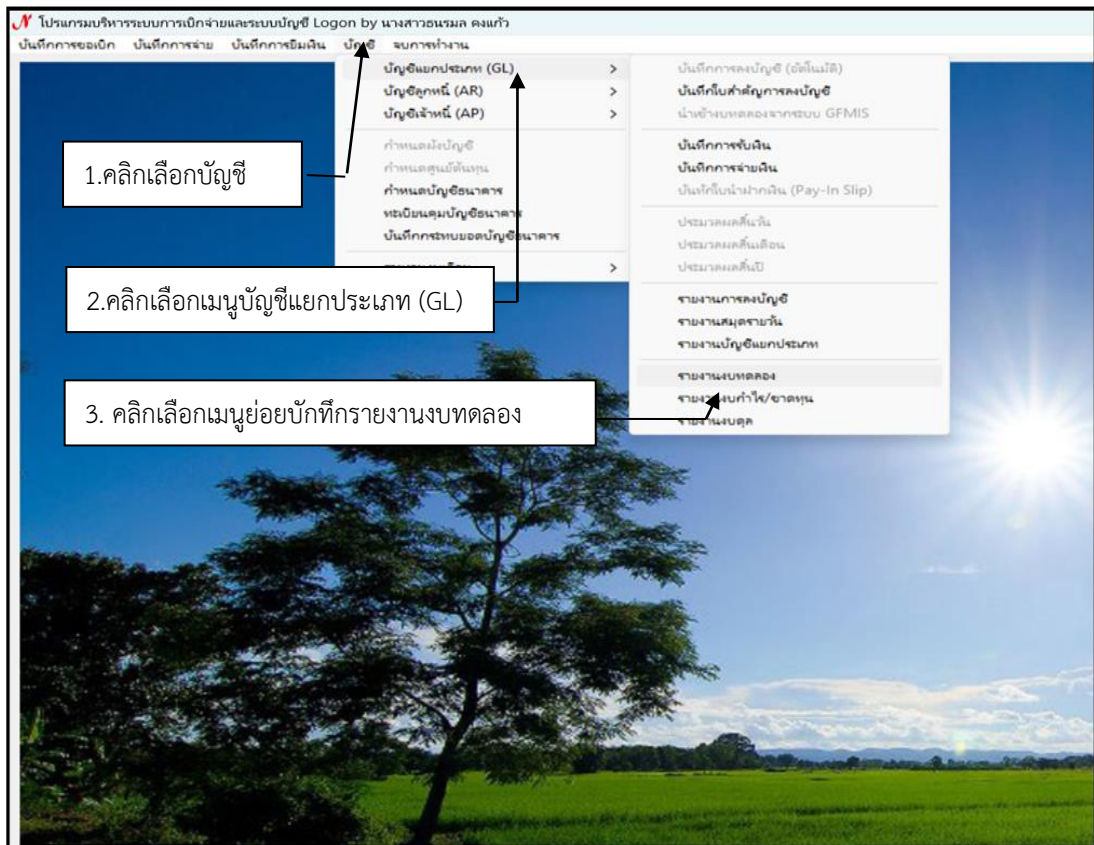 โปรแกรมบริหารระบบการเบิกจ่ายและระบบบัญชี Logon by นางสาวธนรมล คงแก้ว
บันทึกการขอเบิก บันทึกการจ่าย บันทึกการยืมเงิน บัญชี จบการทำงาน
บัญชีแยกประเภท (GL) >
บัญชีลูกหนี้ (AR) >
บัญชีเจ้าหนี้ (AP) >
กำหนดผังบัญชี
กำหนดศูนย์ต้นทุน
กำหนดบัญชีธนาคาร
ทะเบียนคุมบัญชีธนาคาร
บันทึกกระทบยอดบัญชีธนาคาร
>
บันทึกการลงบัญชี (อัตโนมัติ)
บันทึกใบสำคัญการลงบัญชี
นำเข้างบทดลองจากระบบ GFMIS
บันทึกการรับเงิน
บันทึกการจ่ายเงิน
บันทึกใบนำฝากเงิน (Pay-In Slip)
ประมวลผลสิ้นวัน
ประมวลผลสิ้นเดือน
ประมวลผลสิ้นปี
รายงานการลงบัญชี
รายงานสมุดรายวัน
รายงานบัญชีแยกประเภท
รายงานงบทดลอง
รายงานงบกำไร/ขาดทุน
รายงานงบดุล
1.คลิกเลือกบัญชี
2.คลิกเลือกเมนูบัญชีแยกประเภท (GL)
3. คลิกเลือกเมนูย่อยบักทึกรายงานงบทดลอง